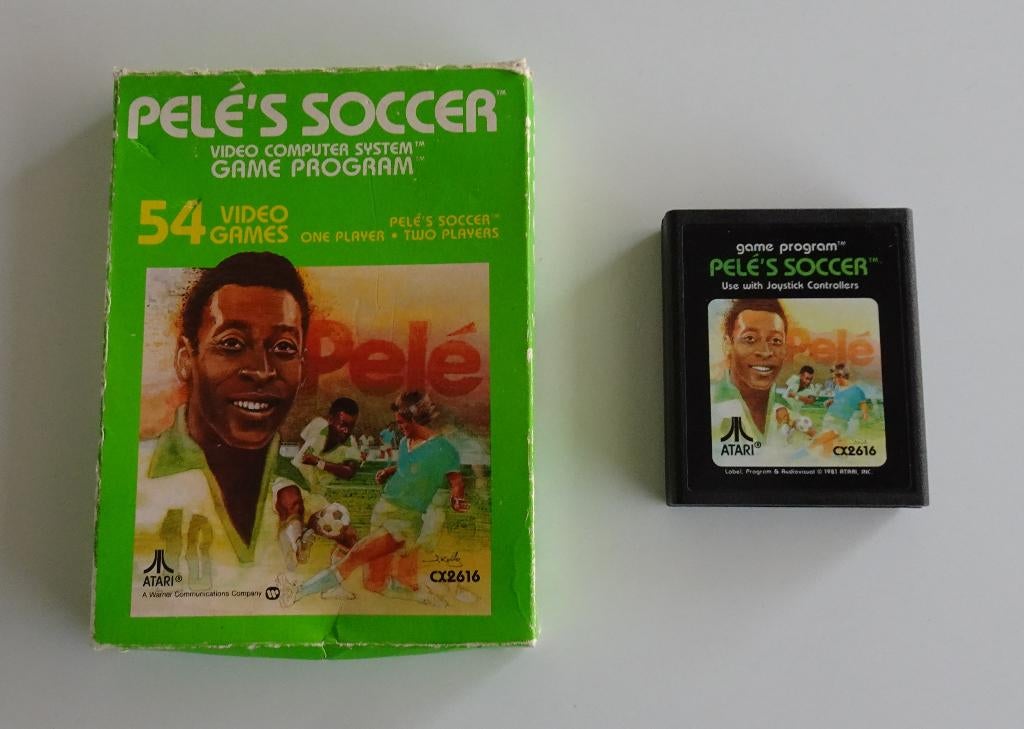 PELÉ'S SOCCER™
VIDEO COMPUTER SYSTEM™
GAME PROGRAM™
54 VIDEO GAMES
PELÉ'S SOCCER™
ONE PLAYER • TWO PLAYERS
Pelé
10
ATARI®
A Warner Communications Company
CX2616
game program™
PELÉ'S SOCCER™
Use with Joystick Controllers
Pelé
ATARI®
CX2616
Label, Program & Audiovisual © 1981 ATARI, INC.